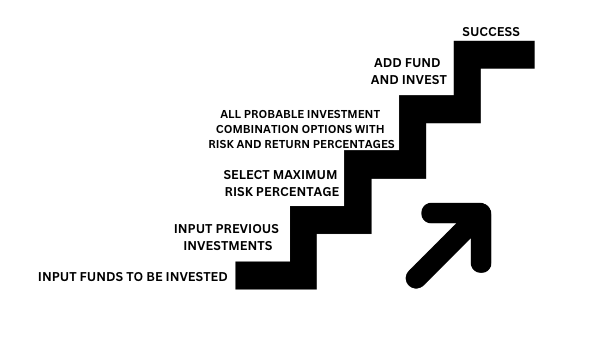 SUCCESS
ADD FUND
AND INVEST
ALL PROBABLE INVESTMENT
COMBINATION OPTIONS WITH
RISK AND RETURN PERCENTAGES
SELECT MAXIMUM
RISK PERCENTAGE
INPUT PREVIOUS
INVESTMENTS
INPUT FUNDS TO BE INVESTED